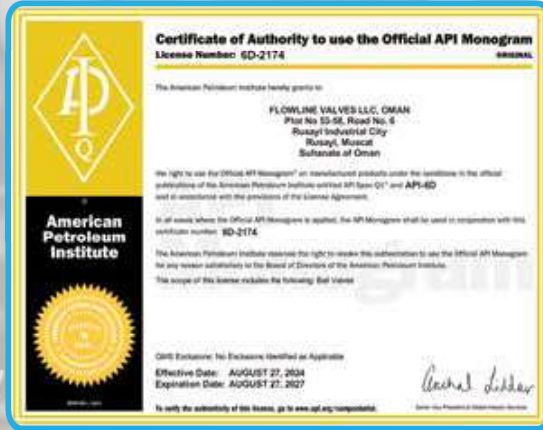 Certificate of Authority to use the Official API Monogram
License Number: 6D-2174
ORIGINAL
The American Petroleum Institute hereby grants to
FLOWLINE VALVES LLC, OMAN
Plot No 53-58, Road No. 6
Rusayl Industrial City
Rusayl, Muscat
Sultanate of Oman
the right to use the Official API Monogram® on manufactured products under the conditions in the official
publications of the American Petroleum Institute entitled API Spec Q1® and API-6D
and in accordance with the provisions of the License Agreement.
In all cases where the Official API Monogram is applied, the API Monogram shall be used in conjunction with this
certificate number: 6D-2174
The American Petroleum Institute reserves the right to revoke this authorization to use the Official API Monogram
for any reason satisfactory to the Board of Directors of the American Petroleum Institute.
The scope of this license includes the following: Ball Valves
QMS Exclusions: No Exclusions Identified as Applicable
Effective Date: AUGUST 27, 2024
Expiration Date: AUGUST 27, 2027
To verify the authenticity of this license, go to www.api.org/compositelist.
Senior Vice President of Global Industry Services
API
Q
American
Petroleum
Institute